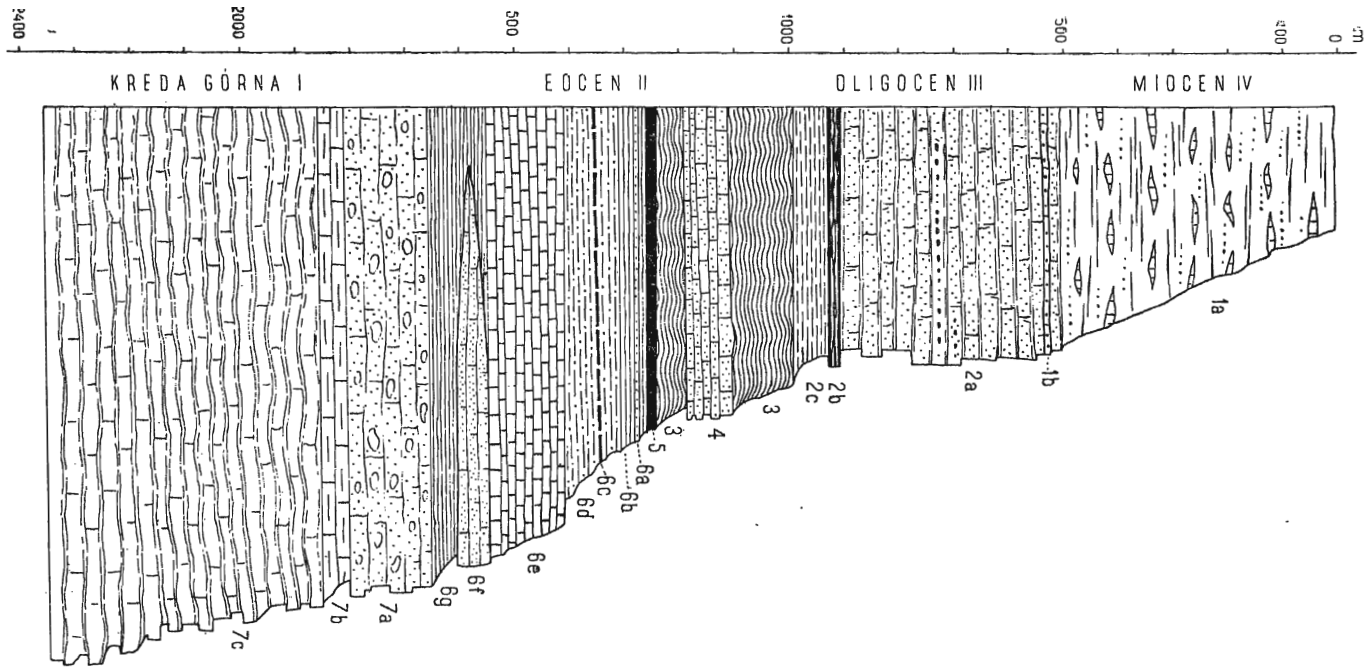 2400
2000
500
1000
500
100
0 m
KREDA GÓRNA I
EOCEN II
OLIGOCEN III
MIOCEN IV
1a
1b
2a
2b
2c
3
4
3
5
6a
6b
6c
6d
6e
6f
6g
7a
7b
7c